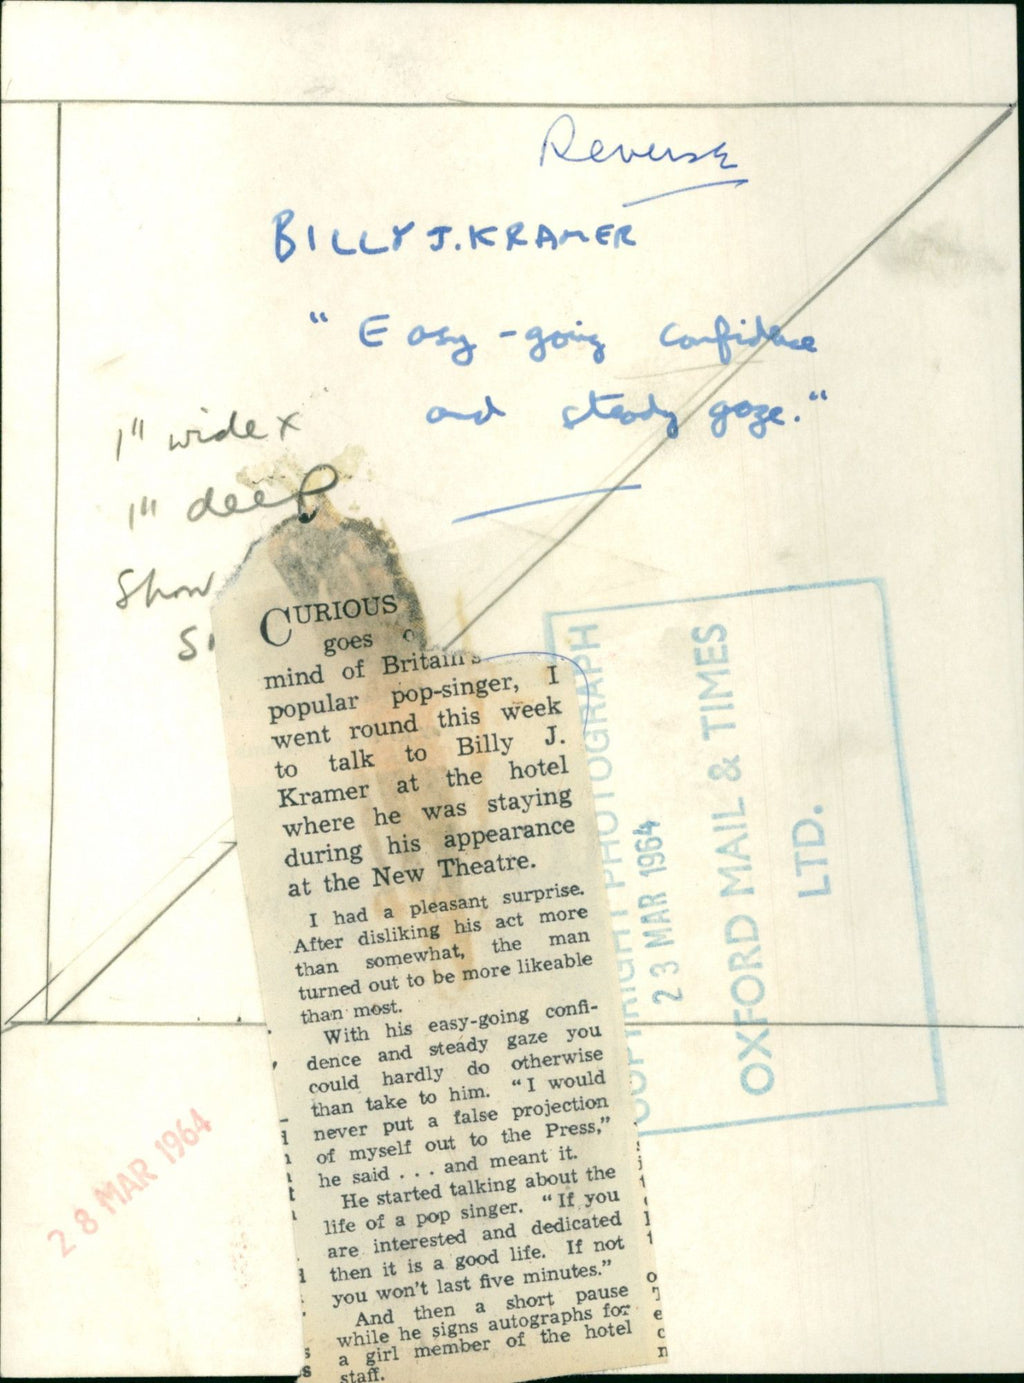 Reverse
BILLY J. KRAMER
"Easy-going confidence
and steady gaze."
1" wide x
1" deep
Show
CURIOUS
goes
mind of Britain's
popular pop-singer, I
went round this week
to talk to Billy J.
Kramer at the hotel
where he was staying
during his appearance
at the New Theatre.
I had a pleasant surprise.
After disliking his act more
than somewhat, the man
turned out to be more likeable
than most.
With his easy-going confi-
dence and steady gaze you
could hardly do otherwise
than take to him. "I would
never put a false projection
of myself out to the Press,"
he said . . . and meant it.
He started talking about the
life of a pop singer. "If you
are interested and dedicated
then it is a good life. If not
you won't last five minutes."
And then a short pause
while he signs autographs for
a girl member of the hotel
staff.
COPYRIGHT PHOTOGRAPH
23 MAR 1964
OXFORD MAIL & TIMES
LTD.
28 MAR 1964